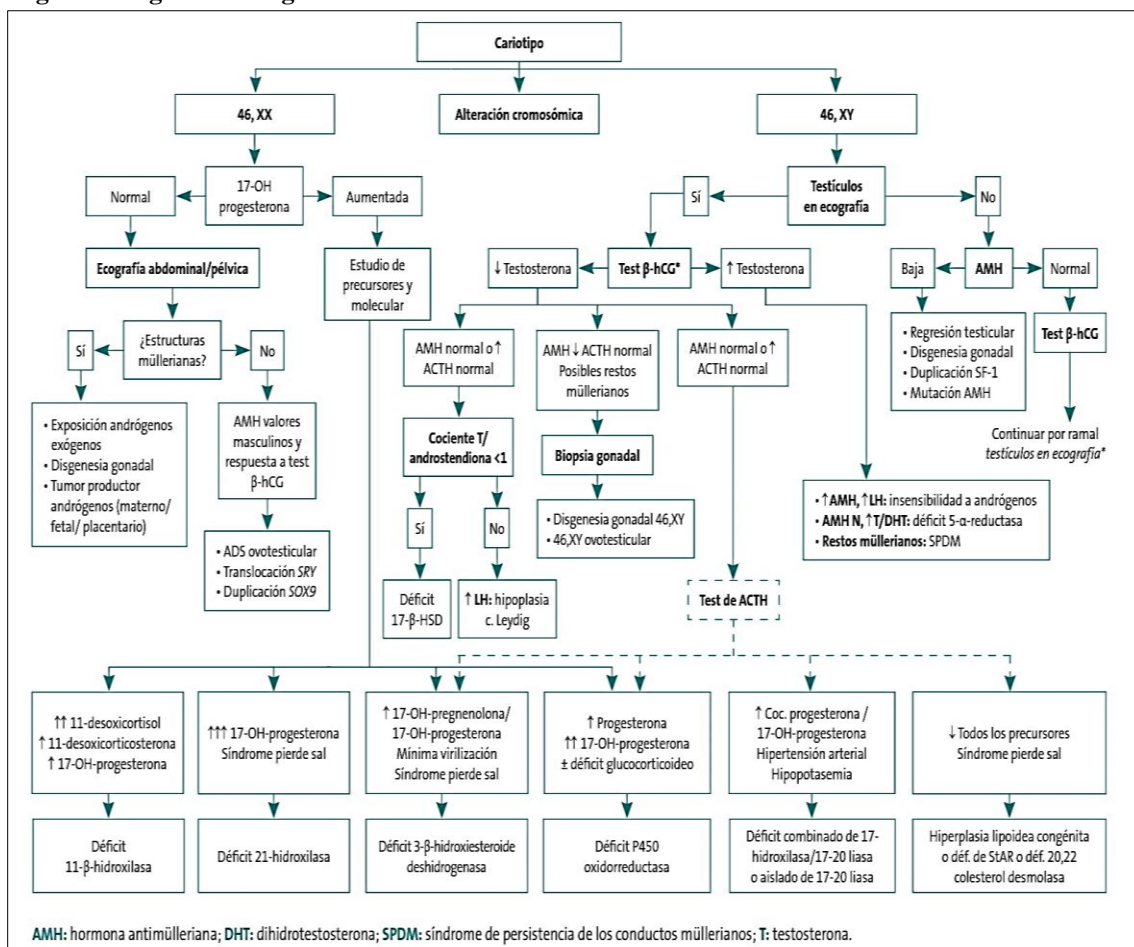 Cariotipo
46, XX
Alteración cromosómica
46, XY
Normal
17-OH
progesterona
Aumentada
Sí
Testículos
en ecografía
No
Ecografía abdominal/pélvica
Estudio de
precursores y
molecular
↓ Testosterona
Test β-hCG*
↑ Testosterona
Baja
AMH
Normal
Sí
¿Estructuras
müllerianas?
No
AMH normal o ↑
ACTH normal
AMH ↓ ACTH normal
Posibles restos
müllerianos
AMH normal o ↑
ACTH normal
• Regresión testicular
• Disgenesia gonadal
• Duplicación SF-1
• Mutación AMH
Test β-hCG
• Exposición andrógenos
exógenos
• Disgenesia gonadal
• Tumor productor
andrógenos (materno/
fetal/ placentario)
AMH valores
masculinos y
respuesta a test
β-hCG
Cociente T/
androstendiona <1
Biopsia gonadal
Continuar por ramal
testículos en ecografía*
• ADS ovotesticular
• Translocación SRY
• Duplicación SOX9
Sí
No
• Disgenesia gonadal 46,XY
• 46,XY ovotesticular
• ↑AMH, ↑LH: insensibilidad a andrógenos
• AMH N, ↑T/DHT: déficit 5-α-reductasa
• Restos müllerianos: SPDM
Déficit
17-β-HSD
↑ LH: hipoplasia
c. Leydig
Test de ACTH
↑↑ 11-desoxicortisol
↑ 11-desoxicorticosterona
↑ 17-OH-progesterona
↑↑↑ 17-OH-progesterona
Síndrome pierde sal
↑ 17-OH-pregnenolona/
17-OH-progesterona
Mínima virilización
Síndrome pierde sal
↑ Progesterona
↑↑ 17-OH-progesterona
± déficit glucocorticoideo
↑ Coc. progesterona /
17-OH-progesterona
Hipertensión arterial
Hipopotasemia
↓ Todos los precursores
Síndrome pierde sal
Déficit
11-β-hidroxilasa
Déficit 21-hidroxilasa
Déficit 3-β-hidroxiesteroide
deshidrogenasa
Déficit P450
oxidorreductasa
Déficit combinado de 17-
hidroxilasa/17-20 liasa
o aislado de 17-20 liasa
Hiperplasia lipoidea congénita
o déf. de StAR o déf. 20,22
colesterol desmolasa
AMH: hormona antimülleriana; DHT: dihidrotestosterona; SPDM: síndrome de persistencia de los conductos müllerianos; T: testosterona.